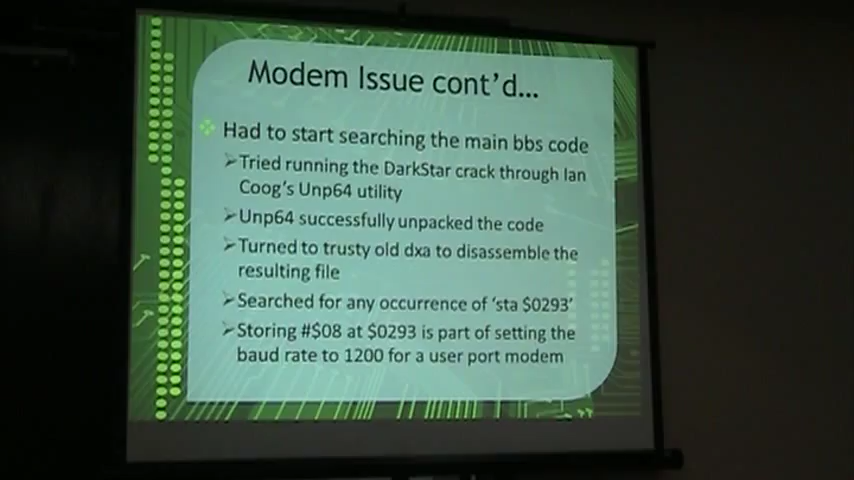 Modem Issue cont'd...
Had to start searching the main bbs code
Tried running the DarkStar crack through Ian
Coog's Unp64 utility
Unp64 successfully unpacked the code
Turned to trusty old dxa to disassemble the
resulting file
Searched for any occurrence of 'sta $0293'
Storing #$08 at $0293 is part of setting the
baud rate to 1200 for a user port modem